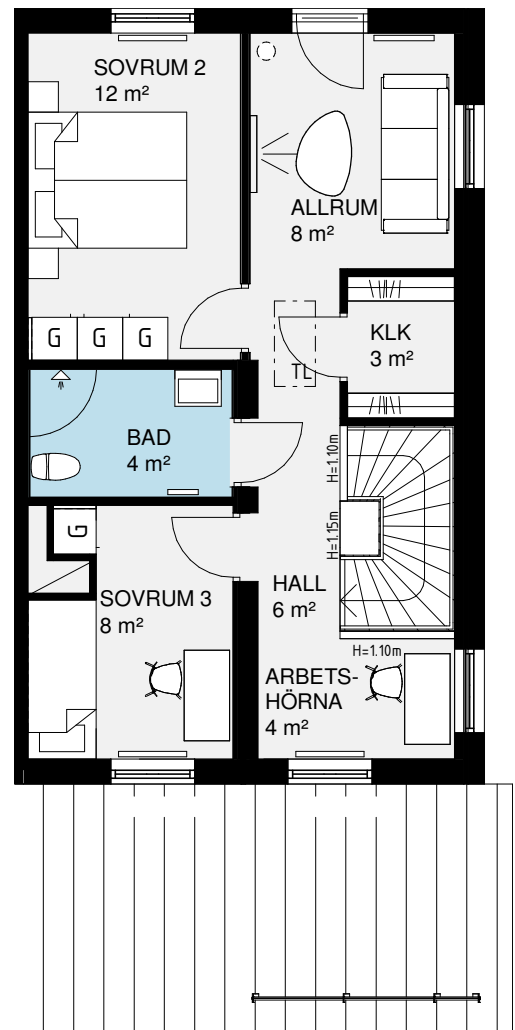 SOVRUM 2
12 m²
ALLRUM
8 m²
G G G
KLK
3 m²
TL
BAD
4 m²
H=1.10m
H=1.15m
G
SOVRUM 3
8 m²
HALL
6 m²
H=1.10m
ARBETS-
HÖRNA
4 m²